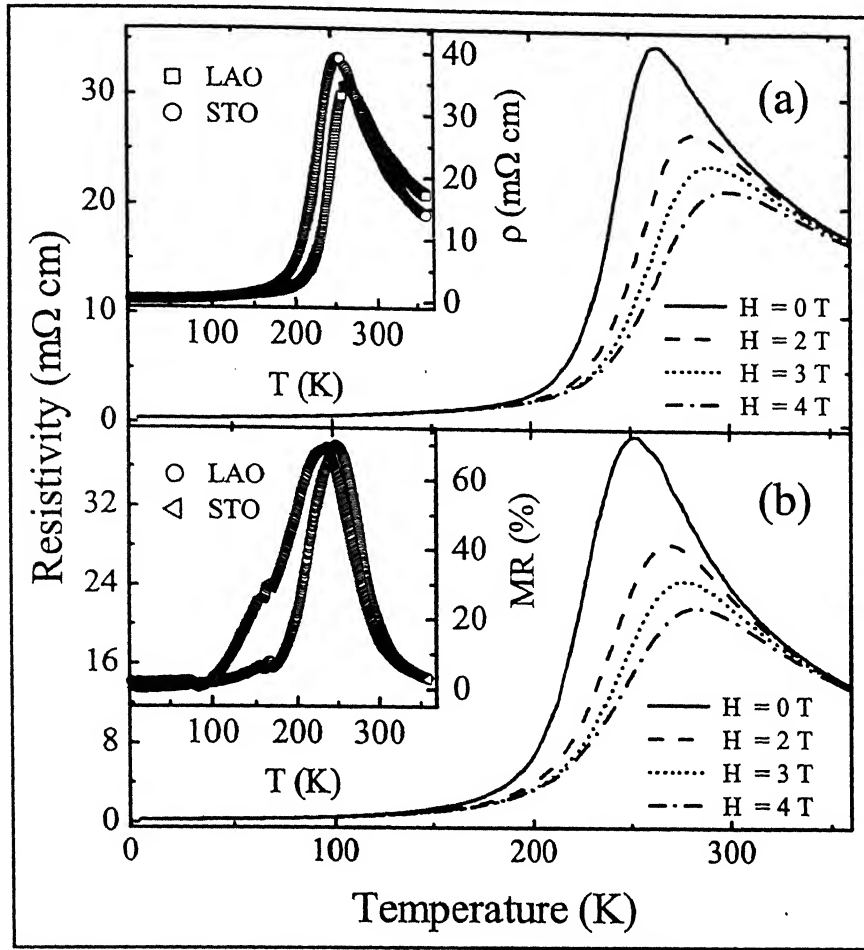 (a)
LAO
STO
40
30
20
10
0
ρ (mΩ cm)
100
200
300
T (K)
30
20
10
0
H = 0 T
H = 2 T
H = 3 T
H = 4 T
Resistivity (mΩ cm)
(b)
LAO
STO
60
40
20
0
MR (%)
100
200
300
T (K)
36
24
16
8
0
H = 0 T
H = 2 T
H = 3 T
H = 4 T
0
100
200
300
Temperature (K)